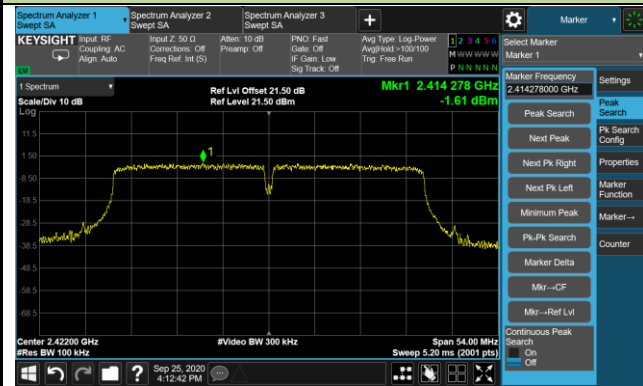 Spectrum Analyzer 1
Swept SA
Spectrum Analyzer 2
Swept SA
Spectrum Analyzer 3
Swept SA
+
Marker
KEYSIGHT
Input: RF
Coupling: AC
Align: Auto
Input Z: 50 Ω
Corrections: Off
Freq Ref: Int (S)
Atten: 10 dB
Preamp: Off
PNO: Fast
Gate: Off
IF Gain: Low
Sig Track: Off
Avg Type: Log-Power
Avg|Hold:>100/100
Trig: Free Run
1 2 3 4 5 6
M W W W W W
P N N N N N
Select Marker
Marker 1
1 Spectrum
Scale/Div 10 dB
Log
Ref Lvl Offset 21.50 dB
Ref Level 21.50 dBm
Mkr1 2.414 278 GHz
-1.61 dBm
11.5
1.50
-8.50
-18.5
-28.5
-38.5
-48.5
-58.5
-68.5
1
Center 2.42200 GHz
#Res BW 100 kHz
#Video BW 300 kHz
Span 54.00 MHz
Sweep 5.20 ms (2001 pts)
Marker Frequency
2.414278000 GHz
Peak Search
Next Peak
Next Pk Right
Next Pk Left
Minimum Peak
Pk-Pk Search
Marker Delta
Mkr→CF
Mkr→Ref Lvl
Continuous Peak
Search
On
Off
Settings
Peak
Search
Pk Search
Config
Properties
Marker
Function
Marker→
Counter
?
Sep 25, 2020
4:12:42 PM